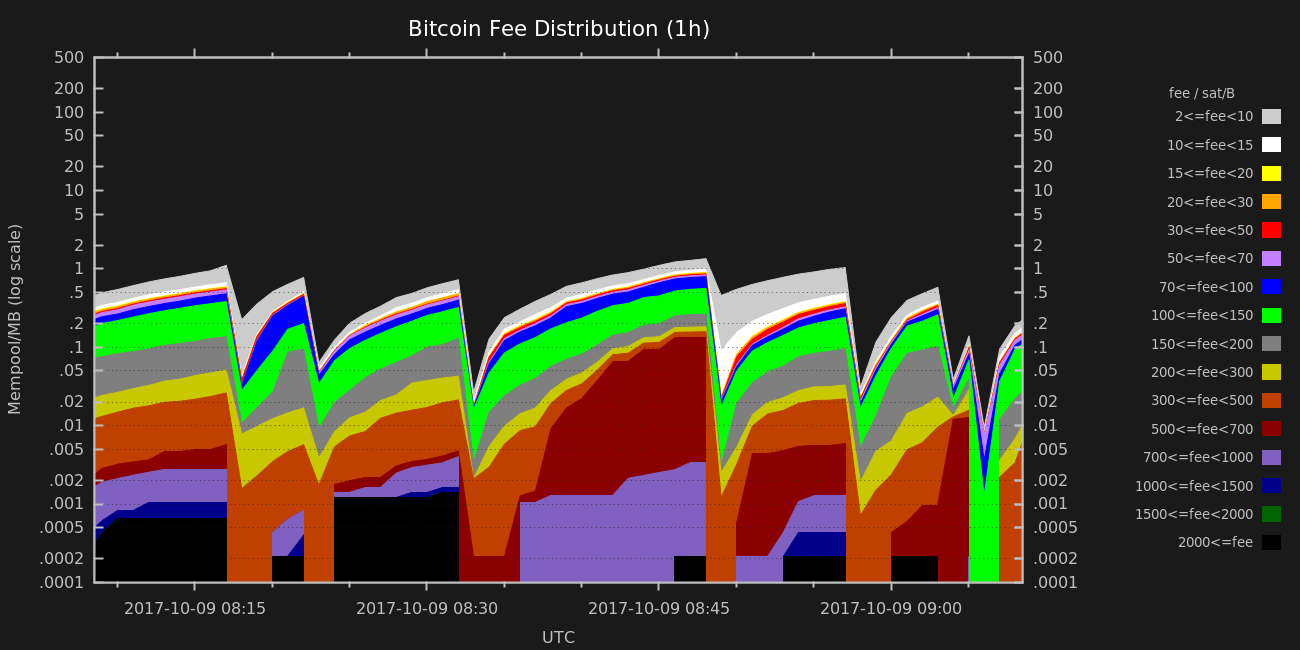 Bitcoin Fee Distribution (1h)
Mempool/MB (log scale)
500
200
100
50
20
10
5
2
1
.5
.2
.1
.05
.02
.01
.005
.002
.001
.0005
.0002
.0001
500
200
100
50
20
10
5
2
1
.5
.2
.1
.05
.02
.01
.005
.002
.001
.0005
.0002
.0001
2017-10-09 08:15
2017-10-09 08:30
2017-10-09 08:45
2017-10-09 09:00
UTC
fee / sat/B
2<=fee<10
10<=fee<15
15<=fee<20
20<=fee<30
30<=fee<50
50<=fee<70
70<=fee<100
100<=fee<150
150<=fee<200
200<=fee<300
300<=fee<500
500<=fee<700
700<=fee<1000
1000<=fee<1500
1500<=fee<2000
2000<=fee